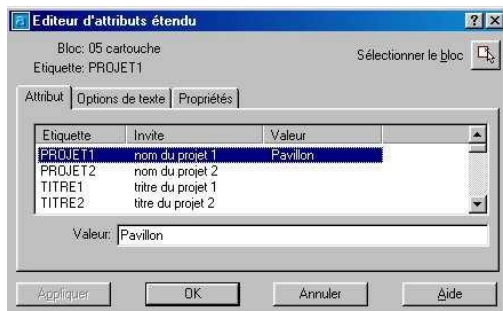 Editeur d'attributs étendu
Bloc: 05 cartouche
Sélectionner le bloc
Etiquette: PROJET1
Attribut Options de texte Propriétés
Etiquette Invite Valeur
PROJET1 nom du projet 1 Pavillon
PROJET2 nom du projet 2
TITRE1 tritre du projet 1
TITRE2 titre du projet 2
Valeur: Pavillon
Appliquer OK Annuler Aide